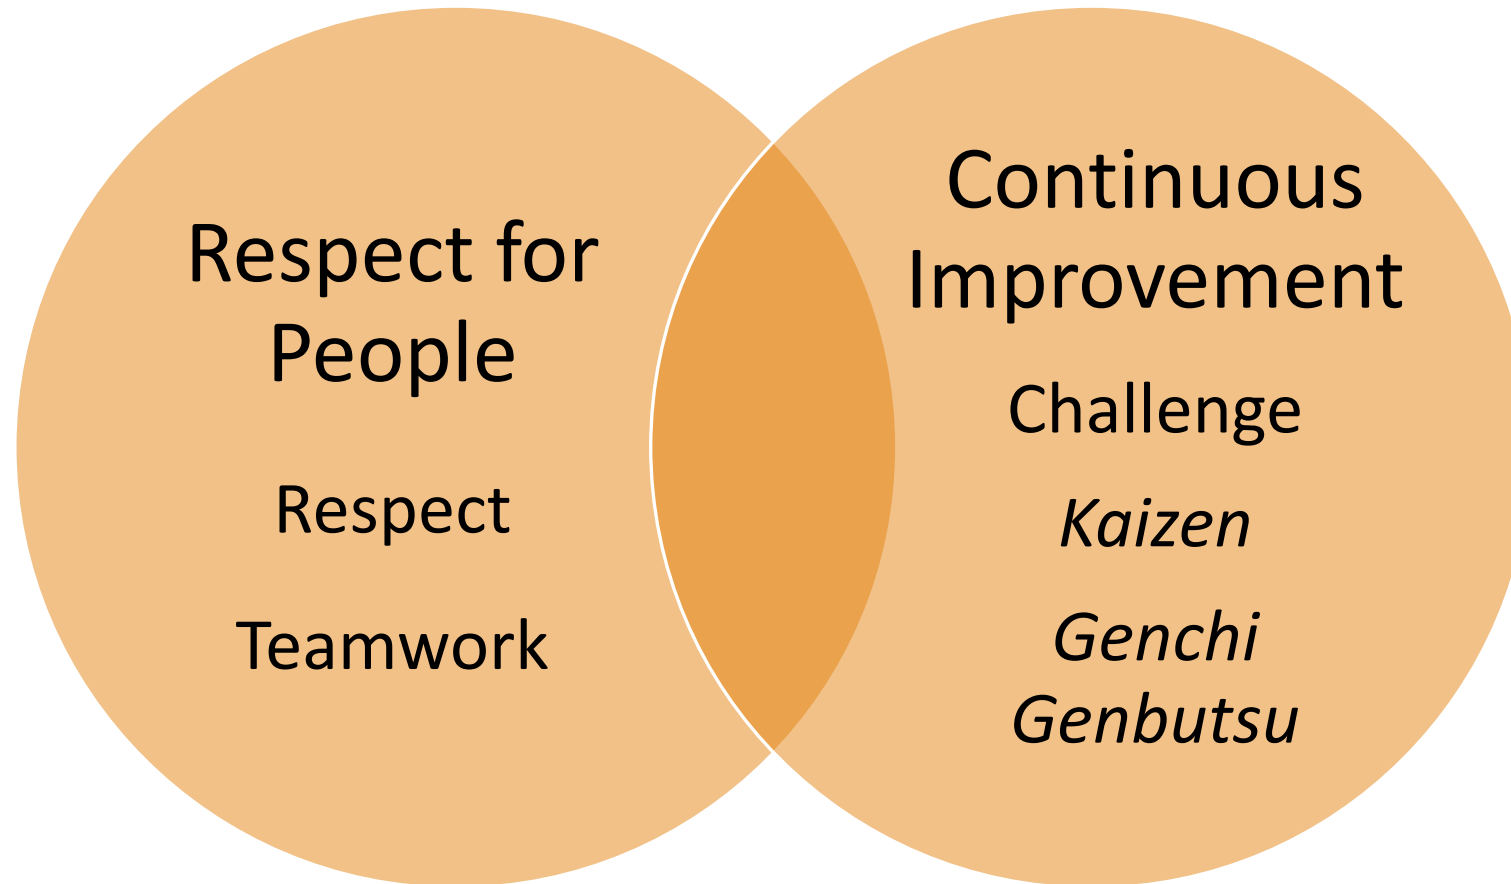 Respect for
People
Respect
Teamwork
Continuous
Improvement
Challenge
Kaizen
Genchi
Genbutsu